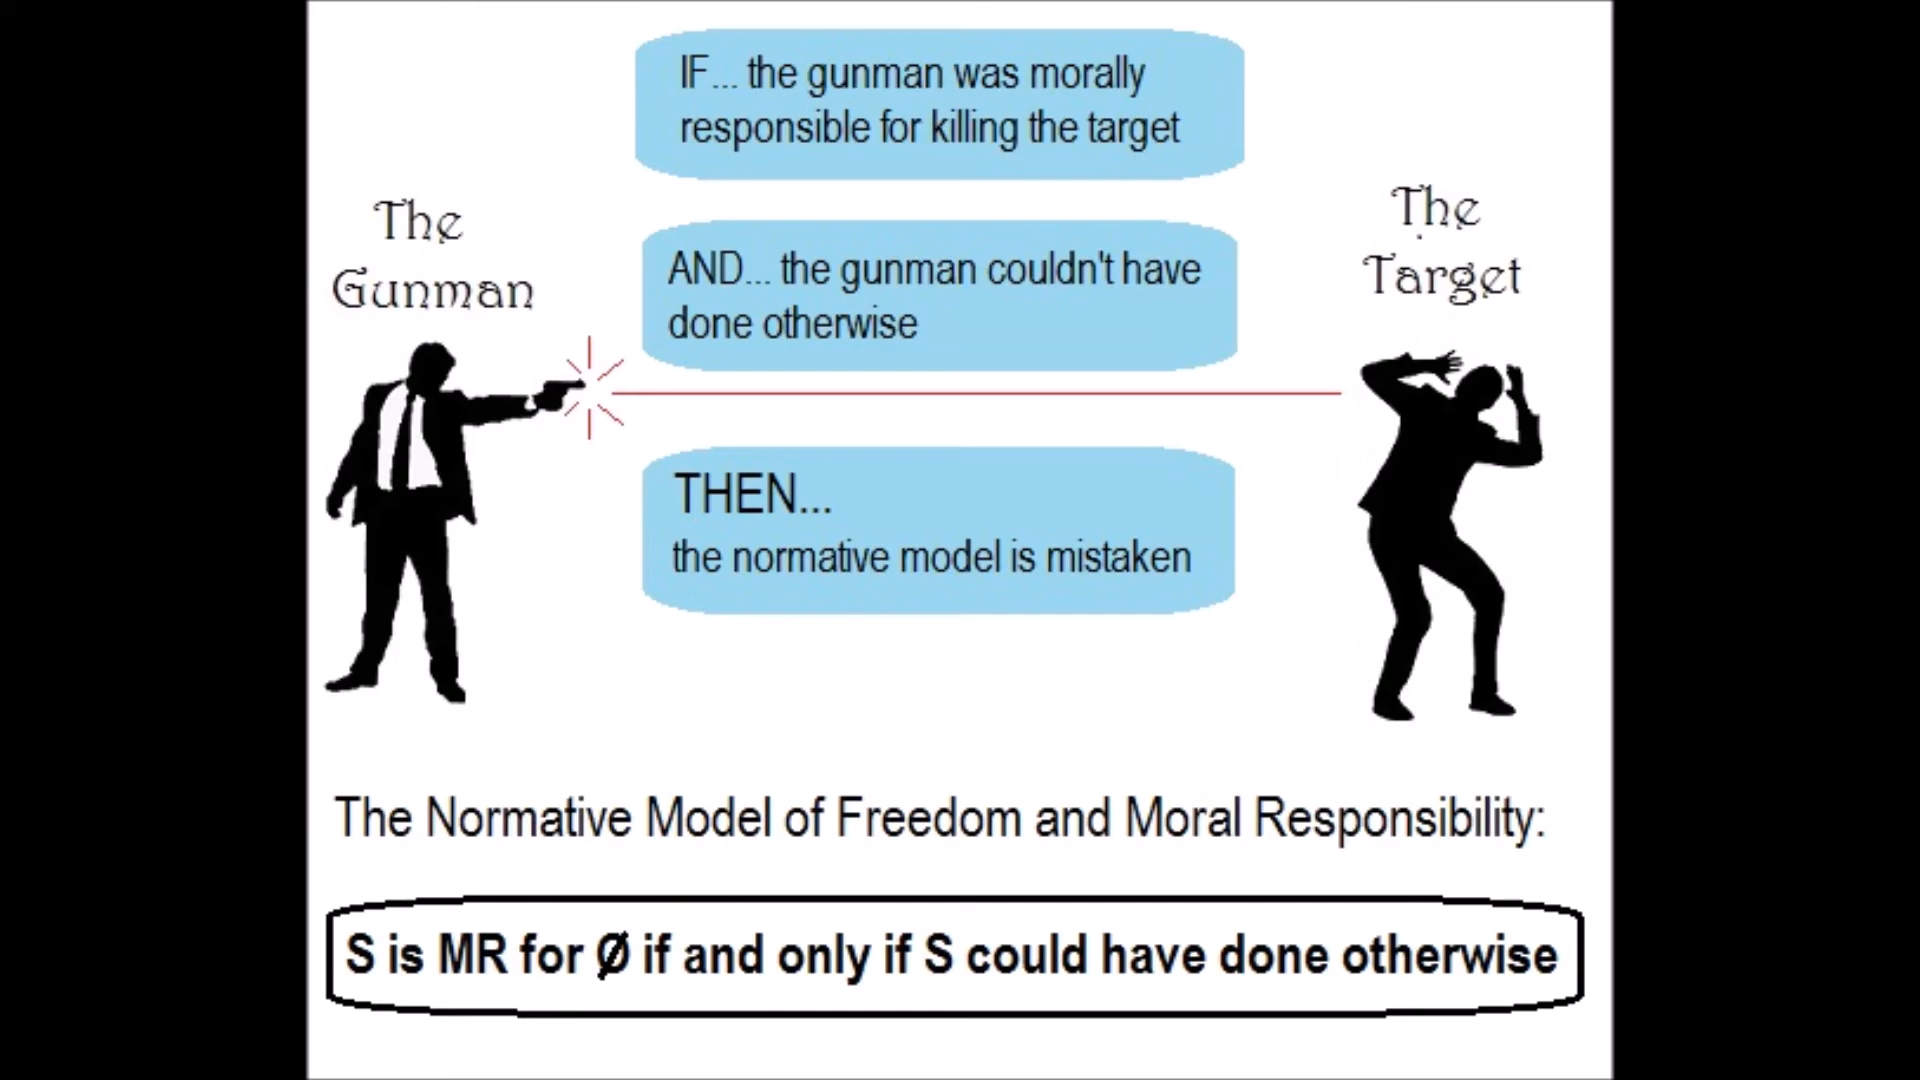 IF... the gunman was morally
responsible for killing the target
The
Gunman
The
Target
AND... the gunman couldn't have
done otherwise
THEN...
the normative model is mistaken
The Normative Model of Freedom and Moral Responsibility:
S is MR for Ø if and only if S could have done otherwise